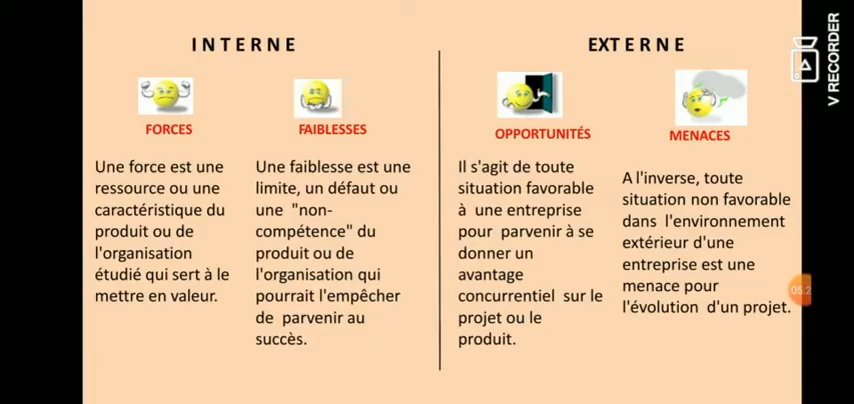 INTERNE
FORCES
Une force est une
ressource ou une
caractéristique du
produit ou de
l'organisation
étudié qui sert à le
mettre en valeur.
FAIBLESSES
Une faiblesse est une
limite, un défaut ou
une "non-
compétence" du
produit ou de
l'organisation qui
pourrait l'empêcher
de parvenir au
succès.
EXTERNE
OPPORTUNITÉS
Il s'agit de toute
situation favorable
à une entreprise
pour parvenir à se
donner un
avantage
concurrentiel sur le
projet ou le
produit.
MENACES
A l'inverse, toute
situation non favorable
dans l'environnement
extérieur d'une
entreprise est une
menace pour
l'évolution d'un projet.
V RECORDER